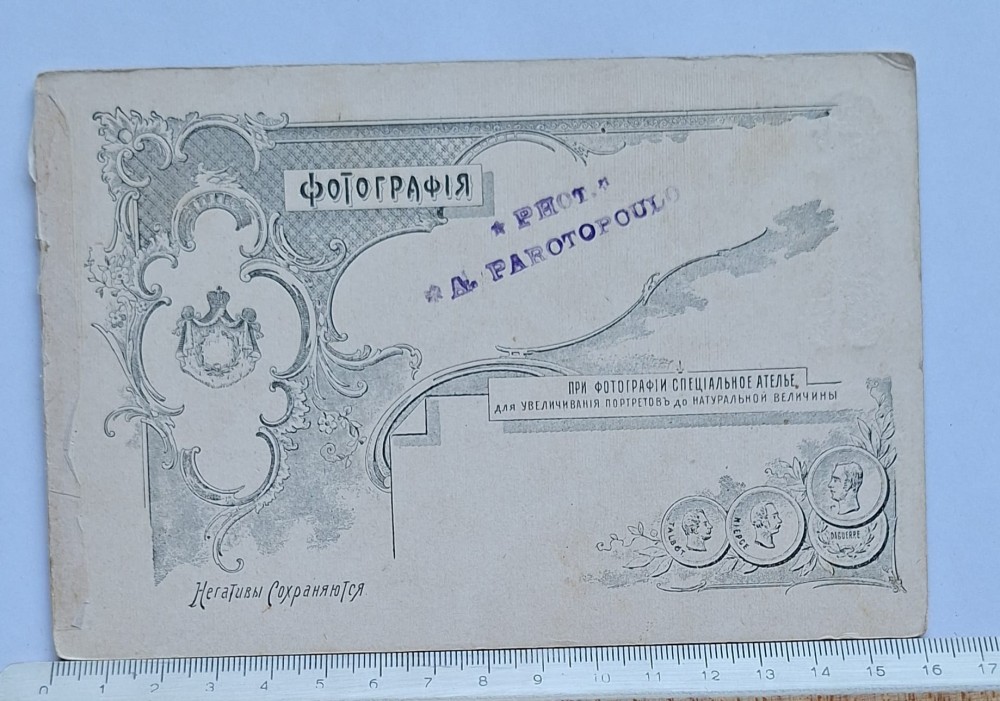 ФОТОГРАФІЯ
* PHOT. *
* A. PAROTOPOULO
ПРИ ФОТОГРАФІИ СПЕЦІАЛЬНОЕ АТЕЛЬЕ,
ДЛЯ УВЕЛИЧИВАНІЯ ПОРТРЕТОВЪ ДО НАТУРАЛЬНОЙ ВЕЛИЧИНЫ
TALBOT.
NIEPCE
DAGUERRE.
Негативы Сохраняются
0 1 2 3 4 5 6 7 8 9 10 11 12 13 14 15 16 17